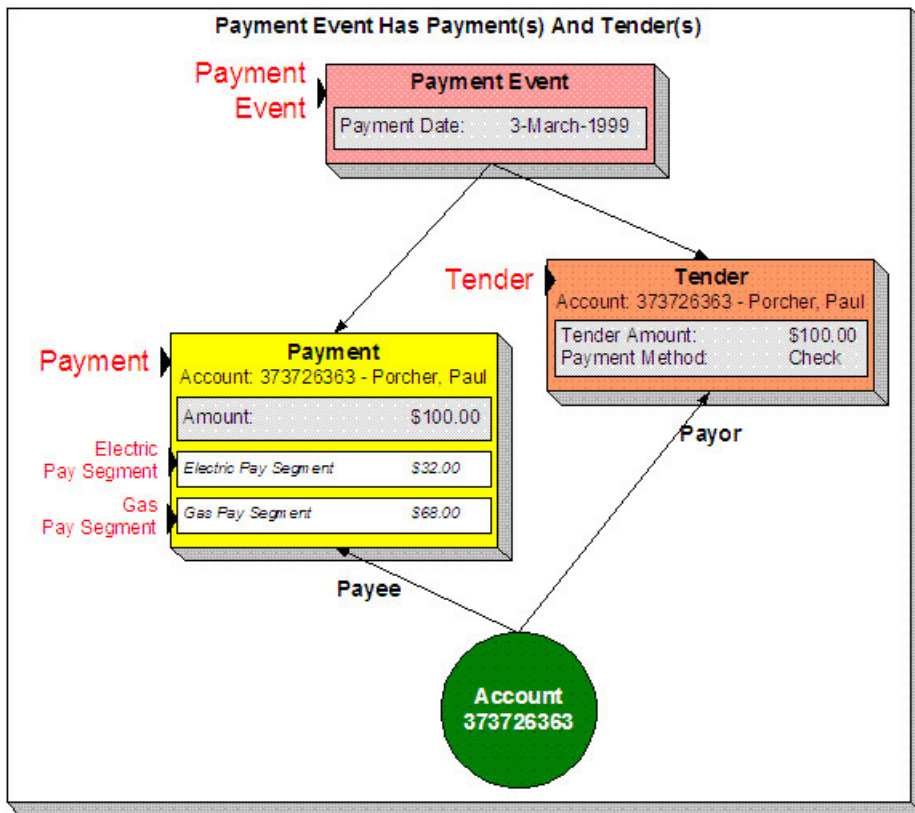 Payment Event Has Payment(s) And Tender(s)
Payment
Event
Payment Event
Payment Date: 3-March-1999
Tender
Tender
Account: 373726363 - Porcher, Paul
Tender Amount: $100.00
Payment Method: Check
Payment
Payment
Account: 373726363 - Porcher, Paul
Amount: $100.00
Electric
Pay Segment
Electric Pay Segment $32.00
Gas
Pay Segment
Gas Pay Segment $68.00
Payor
Payee
Account
373726363